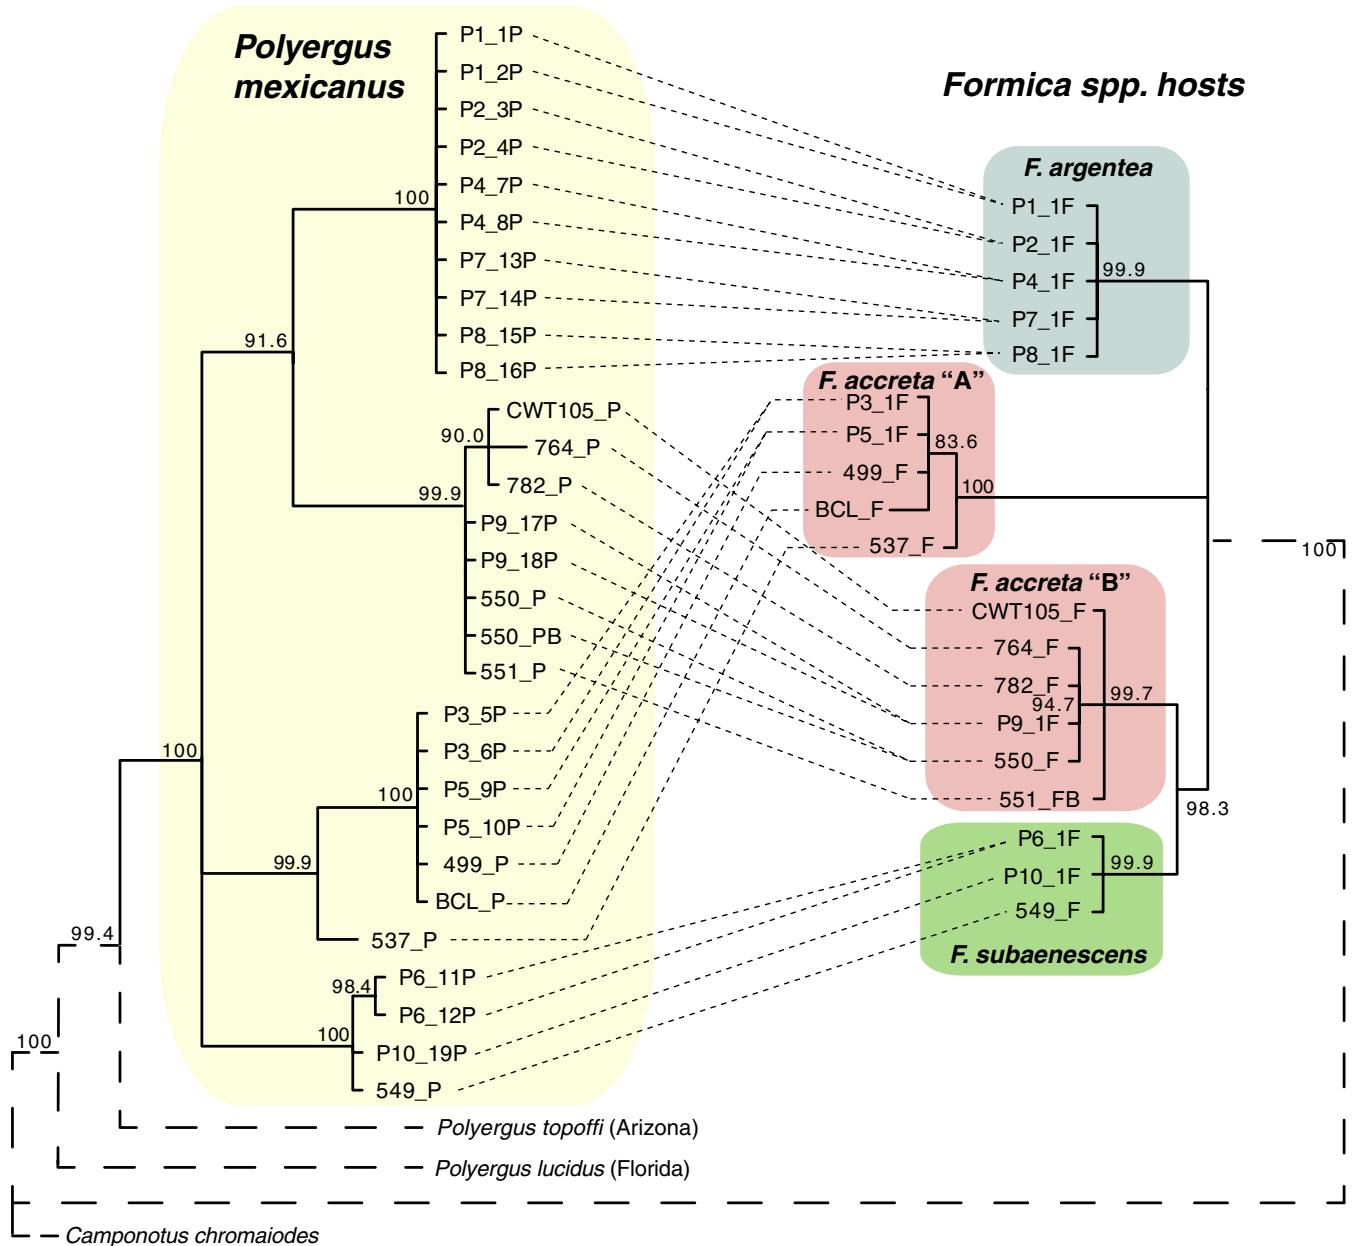 Polyergus
mexicanus
Formica spp. hosts
P1_1P
P1_2P
P2_3P
P2_4P
P4_7P
P4_8P
P7_13P
P7_14P
P8_15P
P8_16P
100
91.6
CWT105_P
764_P
782_P
90.0
P9_17P
P9_18P
550_P
550_PB
551_P
99.9
P3_5P
P3_6P
P5_9P
P5_10P
499_P
BCL_P
100
537_P
99.9
P6_11P
P6_12P
98.4
P10_19P
549_P
100
100
99.4
100
Polyergus topoffi (Arizona)
Polyergus lucidus (Florida)
Camponotus chromaiodes
F. argentea
P1_1F
P2_1F
P4_1F
P7_1F
P8_1F
99.9
F. accreta “A”
P3_1F
P5_1F
499_F
BCL_F
537_F
83.6
100
F. accreta “B”
CWT105_F
764_F
782_F
94.7
P9_1F
550_F
551_FB
99.7
98.3
P6_1F
P10_1F
549_F
99.9
F. subaenescens
100